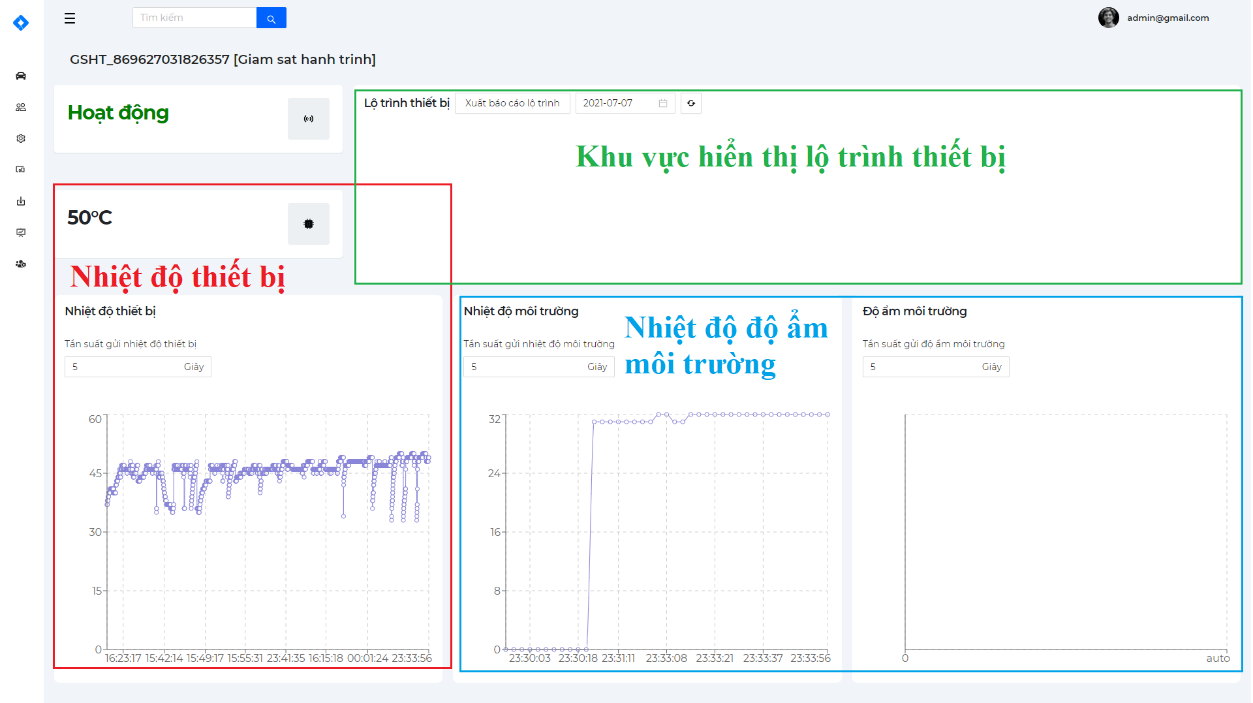 Tìm kiếm
admin@gmail.com
GSHT_869627031826357 [Giam sat hanh trinh]
Hoạt động
Lộ trình thiết bị
Xuất báo cáo lộ trình
2021-07-07
Khu vực hiển thị lộ trình thiết bị
50°C
Nhiệt độ thiết bị
Nhiệt độ thiết bị
Tần suất gửi nhiệt độ thiết bị
5 Giây
60
45
30
15
0
16:23:17 15:42:14 15:49:17 15:55:31 23:41:35 16:15:18 00:01:24 23:33:56
Nhiệt độ môi trường
Nhiệt độ độ ẩm
môi trường
Tần suất gửi nhiệt độ môi trường
5 Giây
32
24
16
8
0
23:30:03 23:30:18 23:31:11 23:33:08 23:33:21 23:33:37 23:33:56
Độ ẩm môi trường
Tần suất gửi độ ẩm môi trường
5 Giây
0 auto